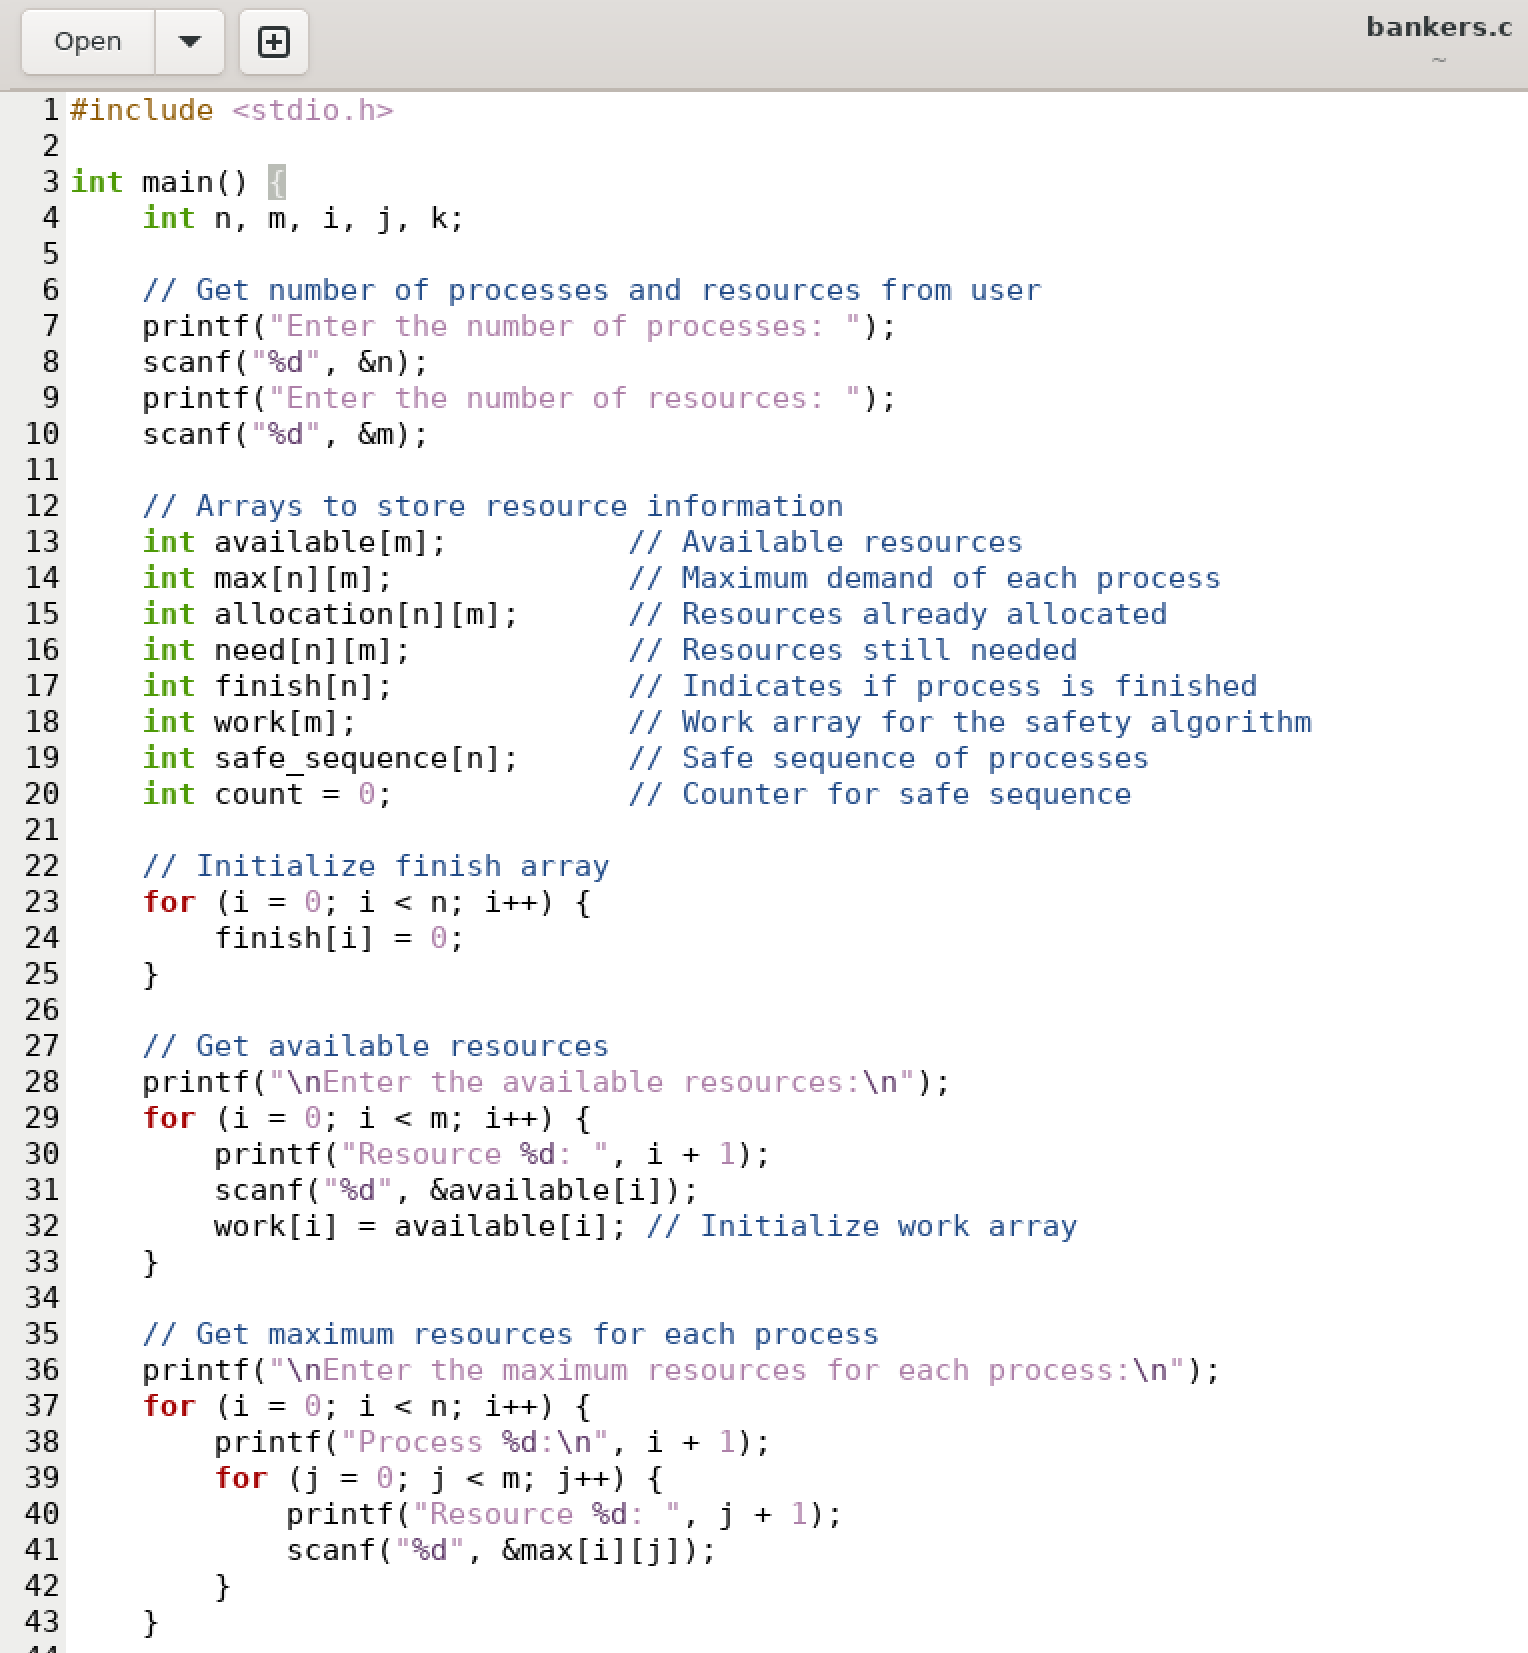 Open
bankers.c
~
1 #include <stdio.h>
2
3 int main() {
4     int n, m, i, j, k;
5
6     // Get number of processes and resources from user
7     printf("Enter the number of processes: ");
8     scanf("%d", &n);
9     printf("Enter the number of resources: ");
10     scanf("%d", &m);
11
12     // Arrays to store resource information
13     int available[m];          // Available resources
14     int max[n][m];             // Maximum demand of each process
15     int allocation[n][m];      // Resources already allocated
16     int need[n][m];            // Resources still needed
17     int finish[n];             // Indicates if process is finished
18     int work[m];               // Work array for the safety algorithm
19     int safe_sequence[n];      // Safe sequence of processes
20     int count = 0;             // Counter for safe sequence
21
22     // Initialize finish array
23     for (i = 0; i < n; i++) {
24         finish[i] = 0;
25     }
26
27     // Get available resources
28     printf("\nEnter the available resources:\n");
29     for (i = 0; i < m; i++) {
30         printf("Resource %d: ", i + 1);
31         scanf("%d", &available[i]);
32         work[i] = available[i]; // Initialize work array
33     }
34
35     // Get maximum resources for each process
36     printf("\nEnter the maximum resources for each process:\n");
37     for (i = 0; i < n; i++) {
38         printf("Process %d:\n", i + 1);
39         for (j = 0; j < m; j++) {
40             printf("Resource %d: ", j + 1);
41             scanf("%d", &max[i][j]);
42         }
43     }